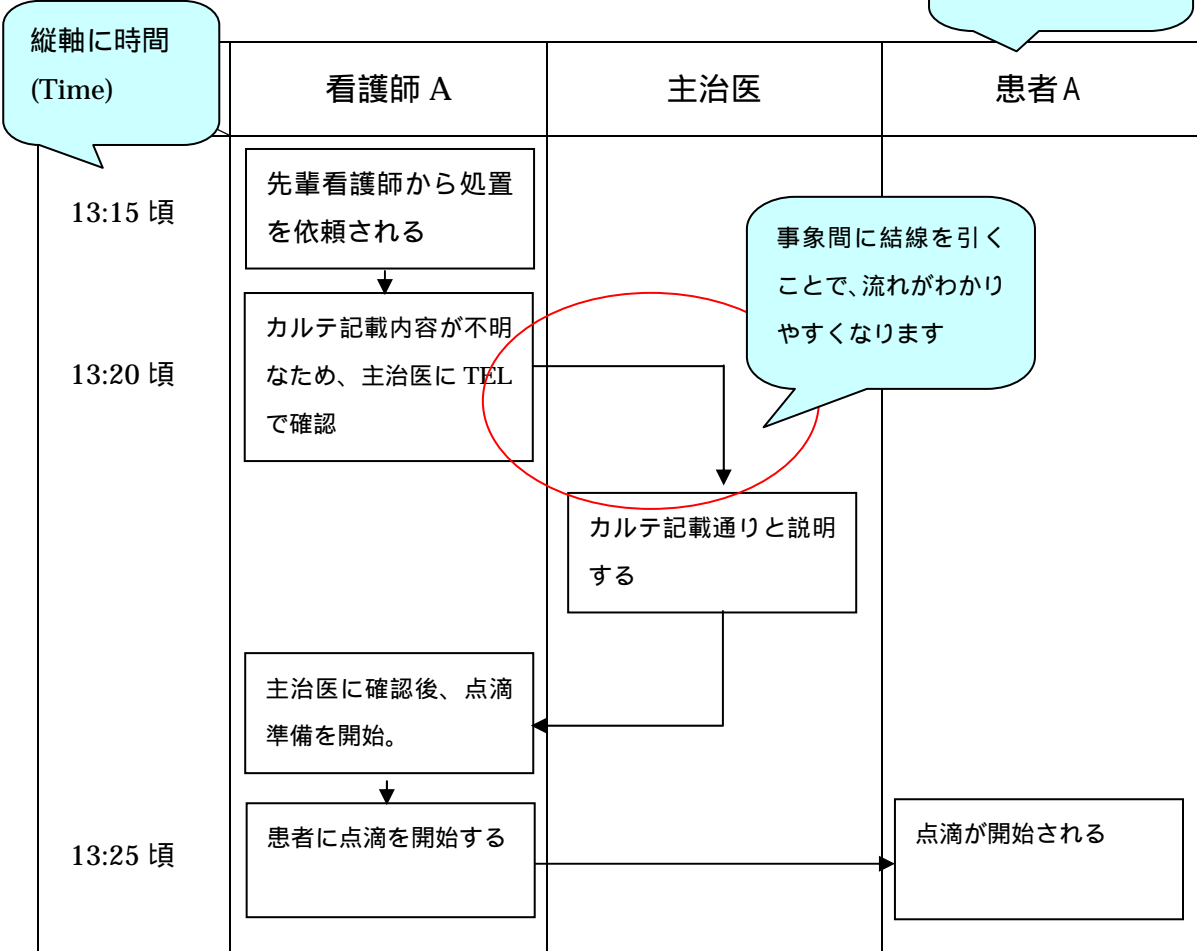 縦軸に時間
(Time)
看護師 A
主治医
患者A
13:15 頃
先輩看護師から処置
を依頼される
事象間に結線を引く
ことで、流れがわかり
やすくなります
13:20 頃
カルテ記載内容が不明
なため、主治医に TEL
で確認
カルテ記載通りと説明
する
主治医に確認後、点滴
準備を開始。
13:25 頃
患者に点滴を開始する
点滴が開始される